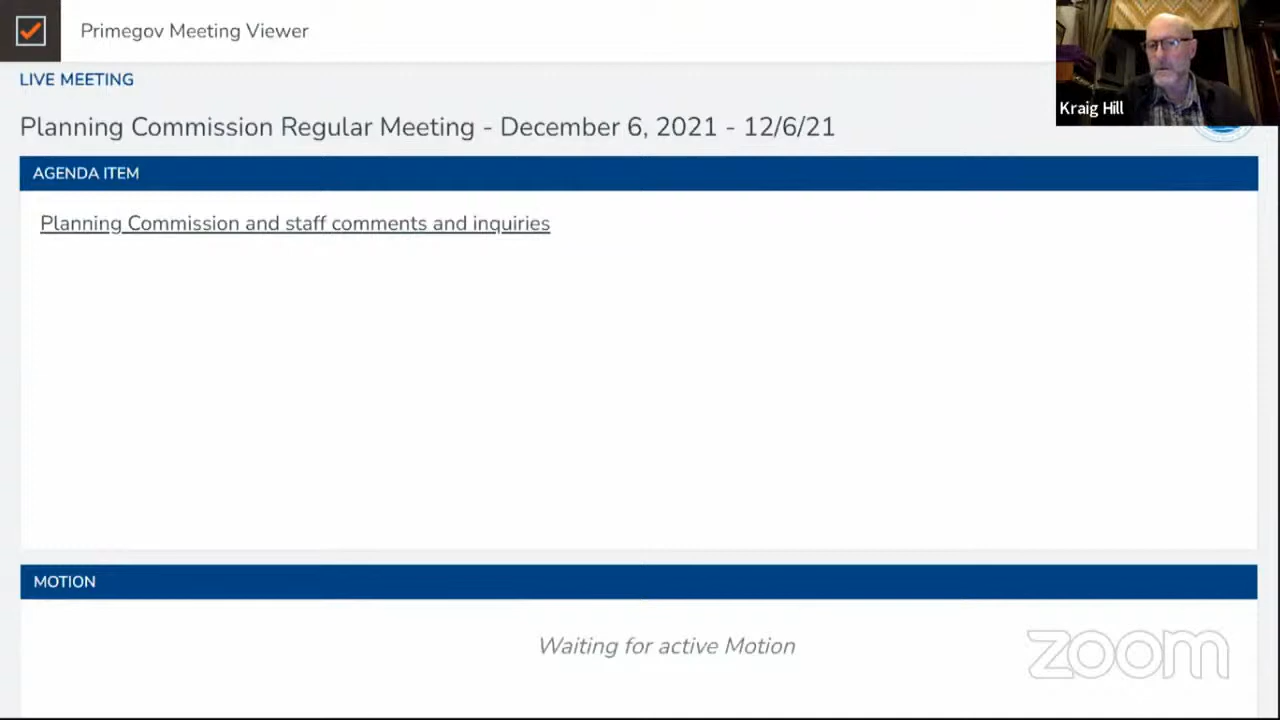 Primegov Meeting Viewer
Kraig Hill
LIVE MEETING
Planning Commission Regular Meeting - December 6, 2021 - 12/6/21
AGENDA ITEM
Planning Commission and staff comments and inquiries
MOTION
Waiting for active Motion
zoom